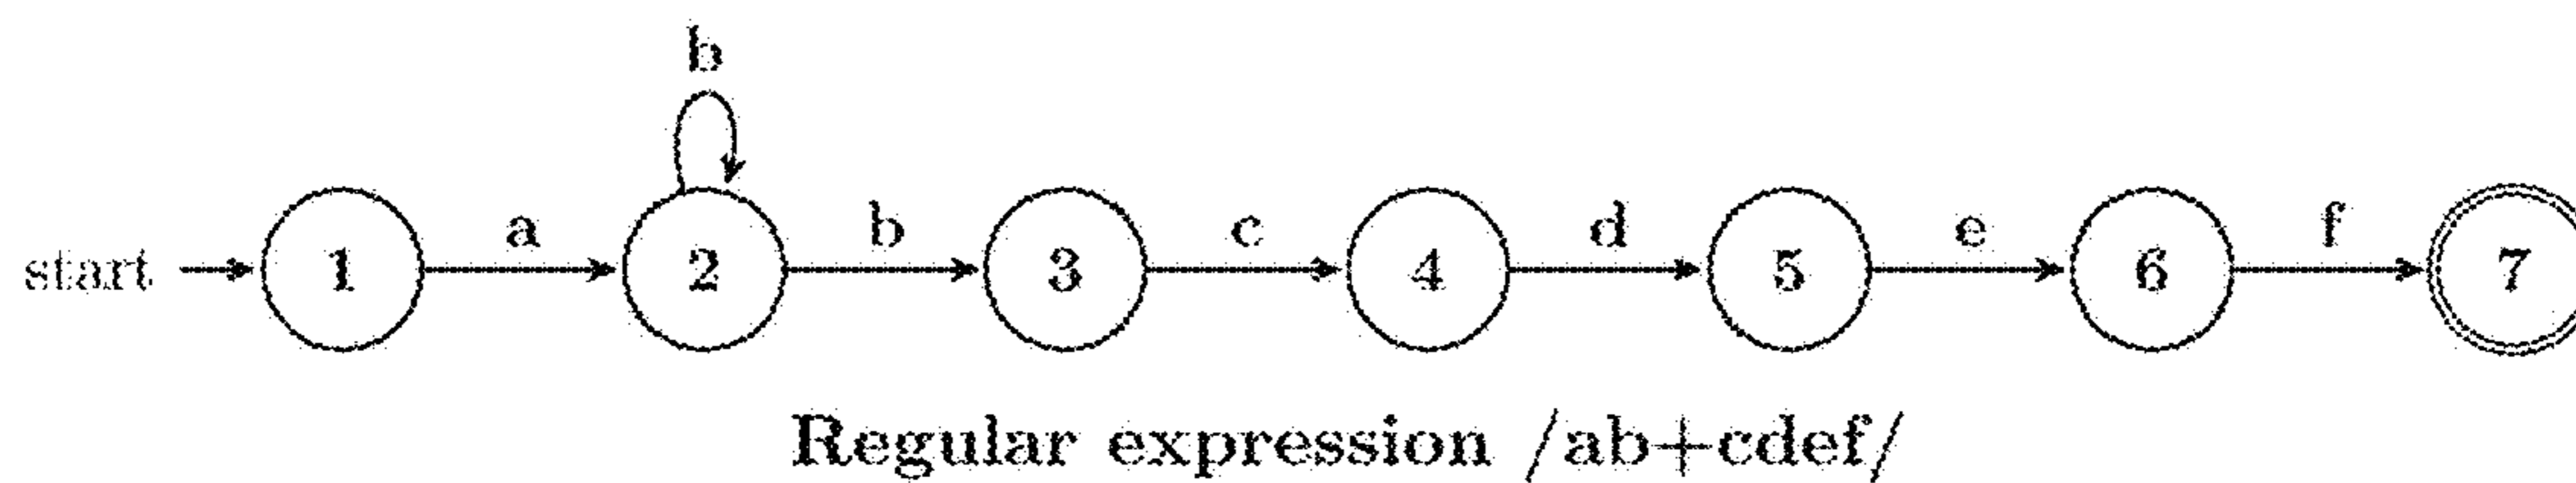 b
a b c d e f
start 1 2 3 4 5 6 7
Regular expression /ab+cdef/